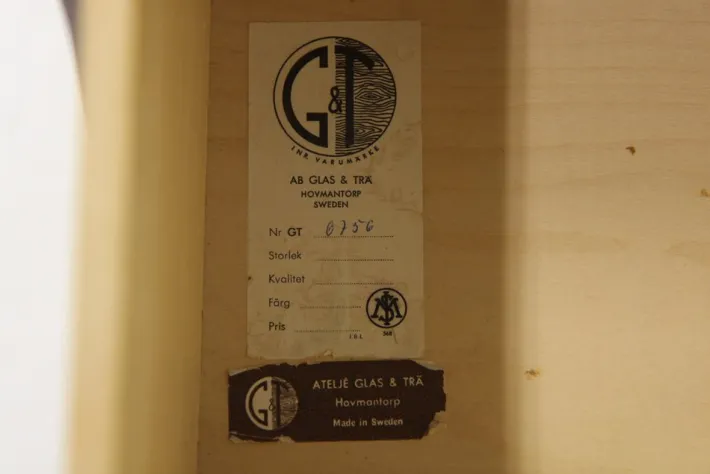 G&T
INR. VARUMÄRKE
AB GLAS & TRÄ
HOVMANTORP
SWEDEN
Nr GT 6756
Storlek
Kvalitet
Färg
Pris
G&T
ATELJÉ GLAS & TRÄ
Hovmantorp
Made in Sweden